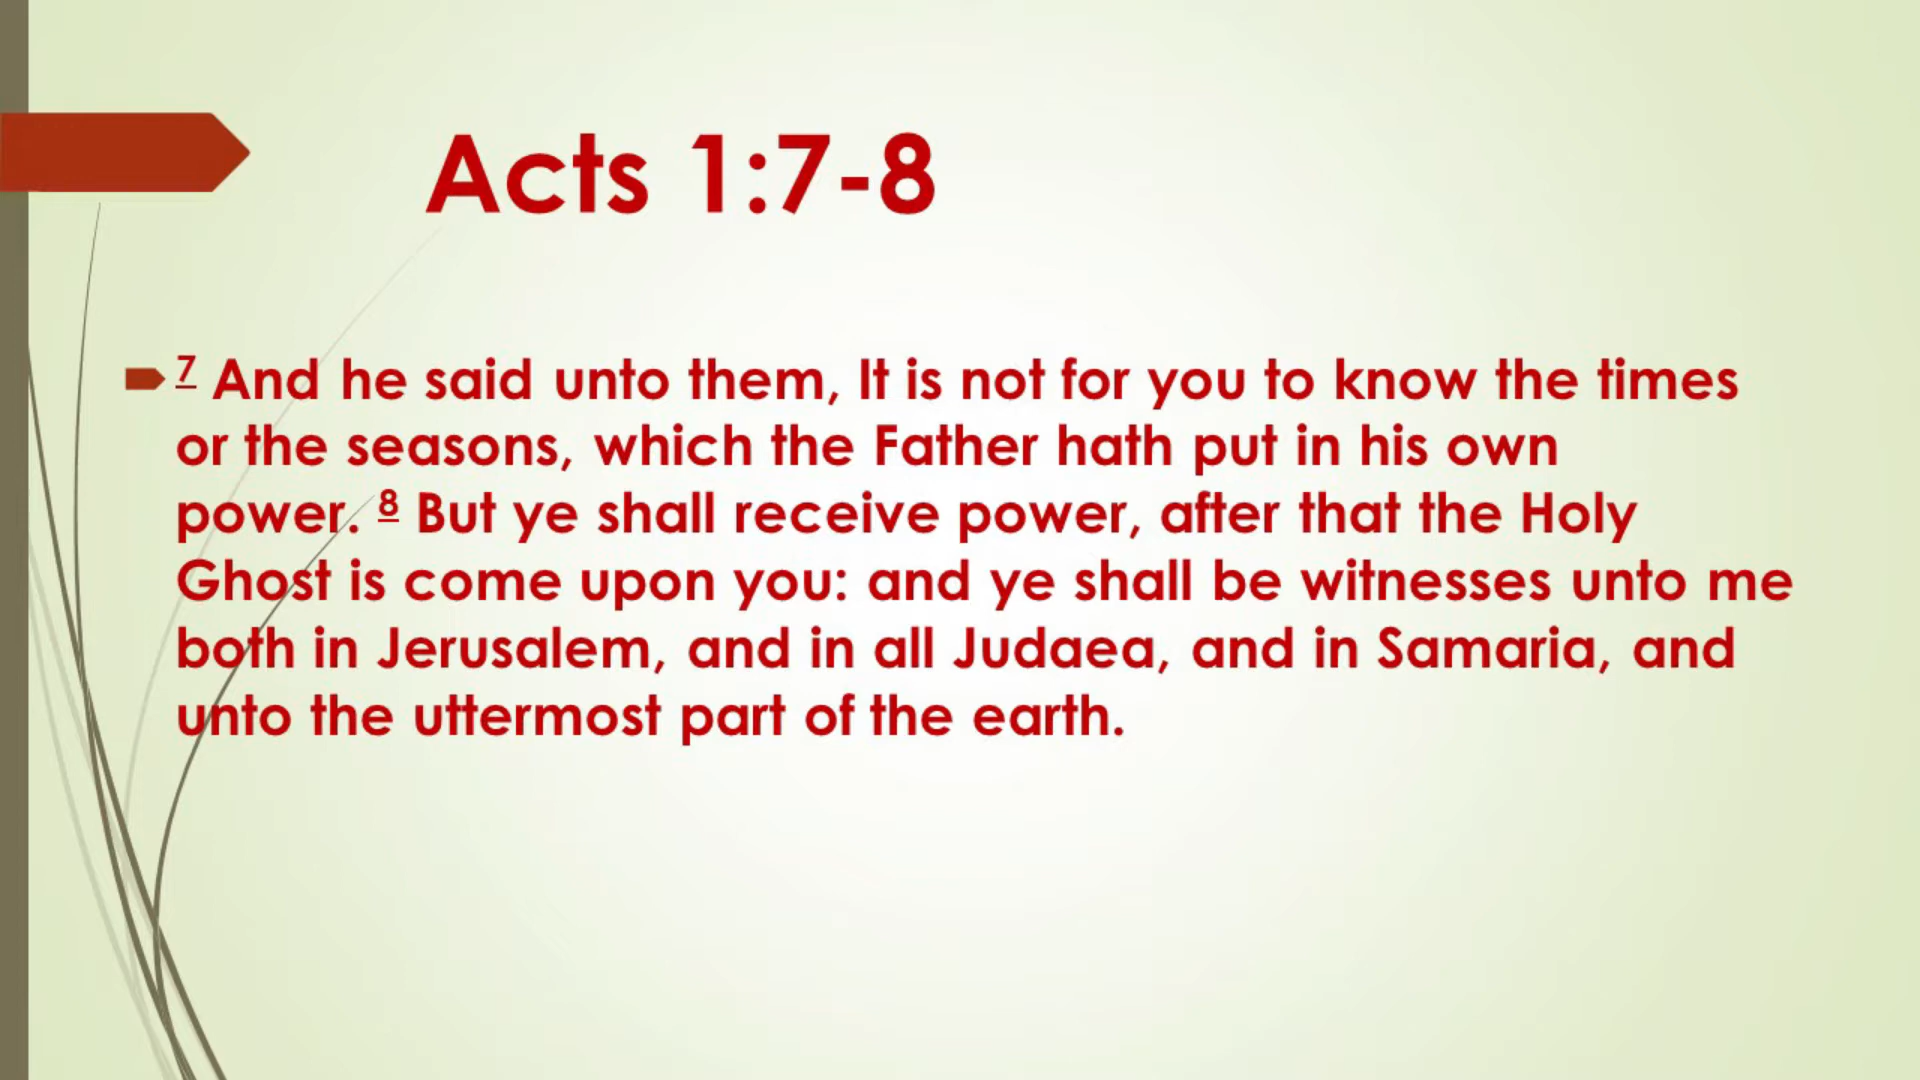 Acts 1:7-8
7 And he said unto them, It is not for you to know the times
or the seasons, which the Father hath put in his own
power. 8 But ye shall receive power, after that the Holy
Ghost is come upon you: and ye shall be witnesses unto me
both in Jerusalem, and in all Judaea, and in Samaria, and
unto the uttermost part of the earth.